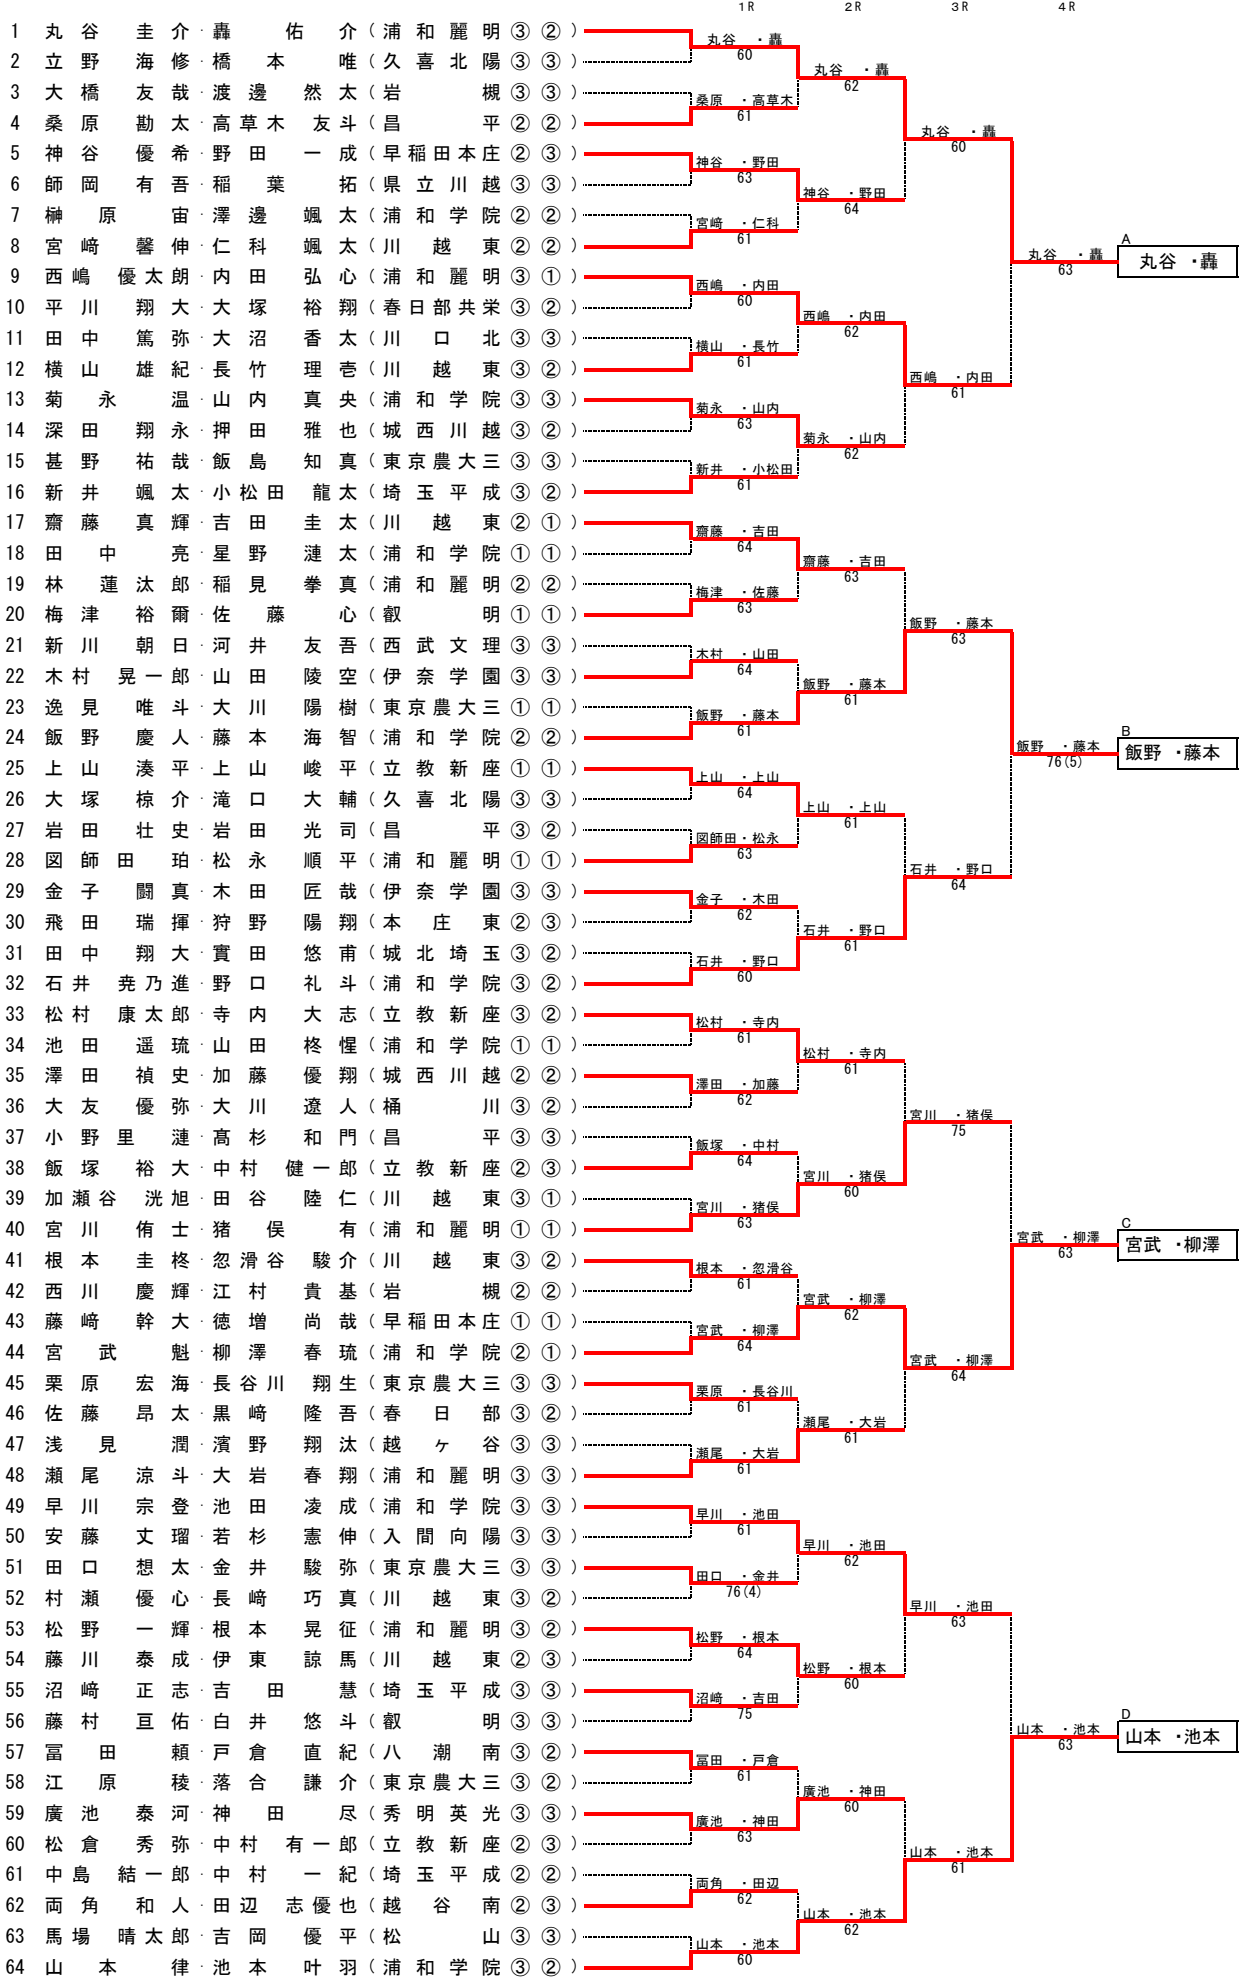 1R 2R 3R 4R
1 丸谷 圭介・轟 佑介(浦和麗明③②)
2 立野 海修・橋本 唯(久喜北陽③③)
3 大橋 友哉・渡邊 然太(岩槻③③)
4 桑原 勘太・高草木 友斗(昌平②②)
5 神谷 優希・野田 一成(早稲田本庄②③)
6 師岡 有吾・稲葉 拓(県立川越③③)
7 榊原 宙・澤邊 颯太(浦和学院②②)
8 宮﨑 馨伸・仁科 颯太(川越東②②)
9 西嶋 優太朗・内田 弘心(浦和麗明③①)
10 平川 翔大・大塚 裕翔(春日部共栄③②)
11 田中 篤弥・大沼 香太(川口北③③)
12 横山 雄紀・長竹 理壱(川越東③②)
13 菊永 温・山内 真央(浦和学院③③)
14 深田 翔永・押田 雅也(城西川越③②)
15 甚野 祐哉・飯島 知真(東京農大三③③)
16 新井 颯太・小松田 龍太(埼玉平成③②)
17 齋藤 真輝・吉田 圭太(川越東②①)
18 田中 亮・星野 漣太(浦和学院①①)
19 林 蓮汰郎・稲見 拳真(浦和麗明②②)
20 梅津 裕爾・佐藤 心(叡明①①)
21 新川 朝日・河井 友吾(西武文理③③)
22 木村 晃一郎・山田 陵空(伊奈学園③③)
23 逸見 唯斗・大川 陽樹(東京農大三①①)
24 飯野 慶人・藤本 海智(浦和学院②②)
25 上山 湊平・上山 峻平(立教新座①①)
26 大塚 椋介・滝口 大輔(久喜北陽③③)
27 岩田 壮史・岩田 光司(昌平③②)
28 図師田 珀・松永 順平(浦和麗明①①)
29 金子 闘真・木田 匠哉(伊奈学園③③)
30 飛田 瑞揮・狩野 陽翔(本庄東②③)
31 田中 翔大・實田 悠甫(城北埼玉③②)
32 石井 尭乃進・野口 礼斗(浦和学院③②)
33 松村 康太郎・寺内 大志(立教新座③②)
34 池田 遥琉・山田 柊惺(浦和学院①①)
35 澤田 禎史・加藤 優翔(城西川越②②)
36 大友 優弥・大川 遼人(桶川③②)
37 小野里 漣・髙杉 和門(昌平③③)
38 飯塚 裕大・中村 健一郎(立教新座②③)
39 加瀬谷 洸旭・田谷 陸仁(川越東③①)
40 宮川 侑士・猪俣 有(浦和麗明①①)
41 根本 圭柊・忽滑谷 駿介(川越東③②)
42 西川 慶輝・江村 貴基(岩槻②②)
43 藤﨑 幹大・徳増 尚哉(早稲田本庄①①)
44 宮武 魁・柳澤 春琉(浦和学院②①)
45 栗原 宏海・長谷川 翔生(東京農大三③③)
46 佐藤 昂太・黒﨑 隆吾(春日部③②)
47 浅見 潤・濱野 翔汰(越ヶ谷③③)
48 瀬尾 涼斗・大岩 春翔(浦和麗明③③)
49 早川 宗登・池田 凌成(浦和学院③③)
50 安藤 丈瑠・若杉 憲伸(入間向陽③③)
51 田口 想太・金井 駿弥(東京農大三③③)
52 村瀬 優心・長﨑 巧真(川越東③②)
53 松野 一輝・根本 晃征(浦和麗明③②)
54 藤川 泰成・伊東 諒馬(川越東②③)
55 沼﨑 正志・吉田 慧(埼玉平成③③)
56 藤村 亘佑・白井 悠斗(叡明③③)
57 冨田 頼・戸倉 直紀(八潮南③②)
58 江原 稜・落合 謙介(東京農大三③②)
59 廣池 泰河・神田 尽(秀明英光③③)
60 松倉 秀弥・中村 有一郎(立教新座②③)
61 中島 結一郎・中村 一紀(埼玉平成②②)
62 両角 和人・田辺 志優也(越谷南②③)
63 馬場 晴太郎・吉岡 優平(松山③③)
64 山本 律・池本 叶羽(浦和学院③②)
丸谷・轟
60
桑原・高草木
61
神谷・野田
63
宮﨑・仁科
61
西嶋・内田
60
横山・長竹
61
菊永・山内
63
新井・小松田
61
齋藤・吉田
64
梅津・佐藤
63
木村・山田
64
飯野・藤本
61
上山・上山
64
図師田・松永
63
金子・木田
62
石井・野口
60
松村・寺内
61
澤田・加藤
62
飯塚・中村
64
宮川・猪俣
63
根本・忽滑谷
61
宮武・柳澤
64
栗原・長谷川
61
瀬尾・大岩
61
早川・池田
61
田口・金井
76(4)
松野・根本
64
沼﨑・吉田
75
冨田・戸倉
61
廣池・神田
63
両角・田辺
62
山本・池本
60
丸谷・轟
62
神谷・野田
64
西嶋・内田
62
菊永・山内
62
齋藤・吉田
63
飯野・藤本
61
上山・上山
61
石井・野口
61
松村・寺内
61
宮川・猪俣
60
宮武・柳澤
62
瀬尾・大岩
61
早川・池田
62
松野・根本
60
廣池・神田
60
山本・池本
62
丸谷・轟
60
西嶋・内田
61
飯野・藤本
63
石井・野口
64
宮川・猪俣
75
宮武・柳澤
64
早川・池田
63
山本・池本
61
丸谷・轟
63
飯野・藤本
76(5)
宮武・柳澤
63
山本・池本
63
A
丸谷・轟
B
飯野・藤本
C
宮武・柳澤
D
山本・池本